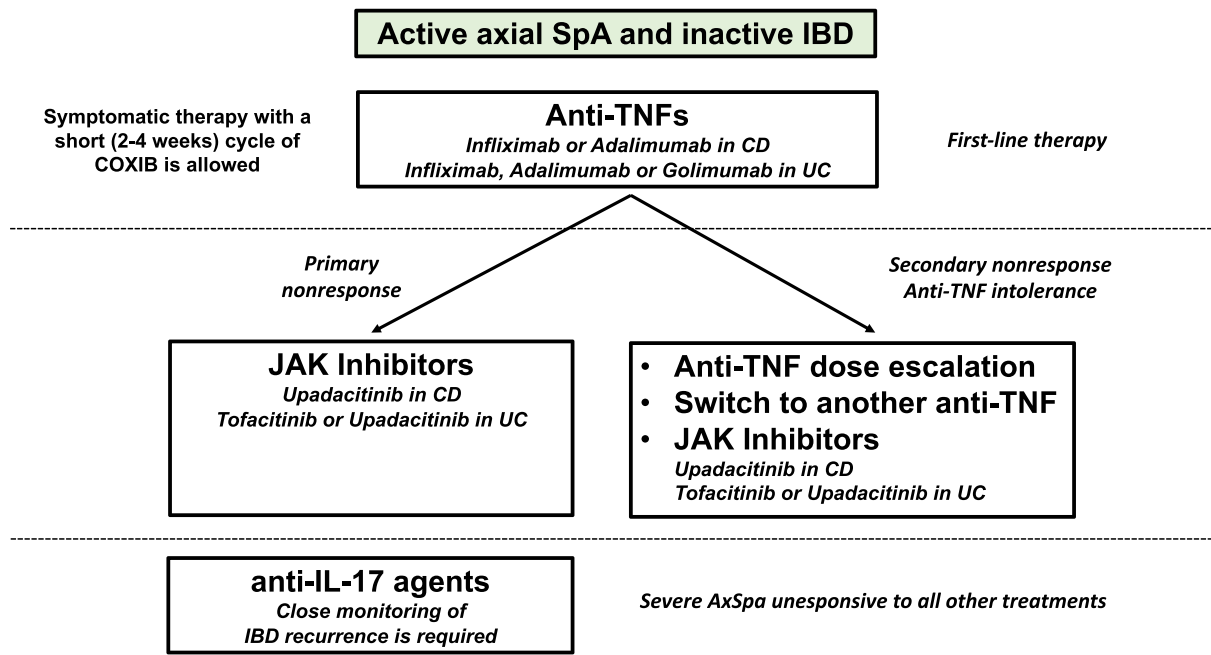 Active axial SpA and inactive IBD
Symptomatic therapy with a
short (2-4 weeks) cycle of
COXIB is allowed
Anti-TNFs
Infliximab or Adalimumab in CD
Infliximab, Adalimumab or Golimumab in UC
First-line therapy
Primary
nonresponse
Secondary nonresponse
Anti-TNF intolerance
JAK Inhibitors
Upadacitinib in CD
Tofacitinib or Upadacitinib in UC
• Anti-TNF dose escalation
• Switch to another anti-TNF
• JAK Inhibitors
Upadacitinib in CD
Tofacitinib or Upadacitinib in UC
anti-IL-17 agents
Close monitoring of
IBD recurrence is required
Severe AxSpa unesponsive to all other treatments